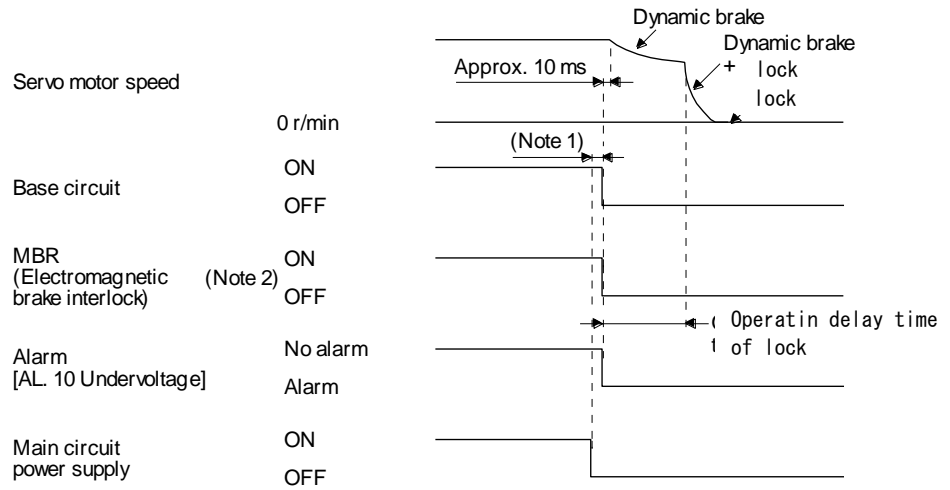 Dynamic brake
Dynamic brake
+ lock
lock
Approx. 10 ms
Servo motor speed
0 r/min
(Note 1)
ON
Base circuit
OFF
MBR
(Electromagnetic
brake interlock)
(Note 2)
ON
OFF
Operatin delay time
of lock
No alarm
Alarm
[AL. 10 Undervoltage]
Alarm
ON
Main circuit
power supply
OFF